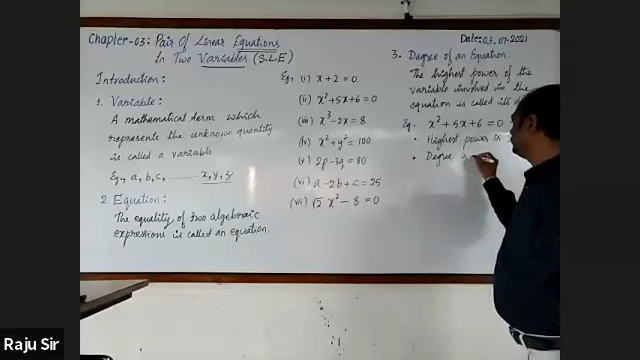 Chapter-03: Pair Of Linear Equations
In Two Variables (S.L.E)
Introduction:
1. Variable:
A mathematical term which
represents the unknown quantity
is called a variable
Eg., a, b, c, .......... x, y, z
2. Equation:
The equality of two algebraic
expressions is called an equation.
Eg., (i) x + 2 = 0
(ii) x² + 5x + 6 = 0
(iii) x³ - 2x = 8
(iv) x² + y² = 100
(v) 2p - 3q = 80
(vi) a - 2b + c = 25
(vii) √2 x² - 8 = 0
Date: 03.07.2021
3. Degree of an Equation:
The highest power of the
variable involved in the
equation is called its
Eg. x² + 5x + 6 = 0
• Highest power is
• Degree is
Raju Sir